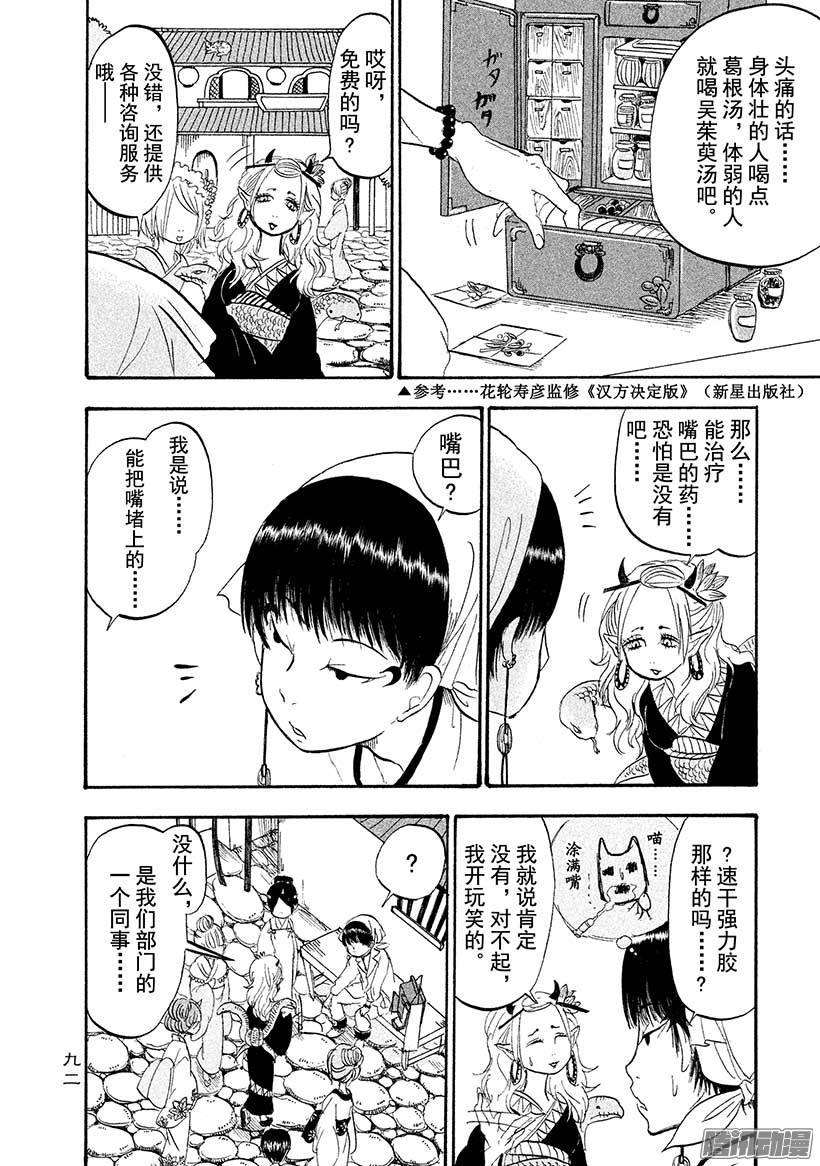 头痛的话……
身体壮的人喝点
葛根汤，体弱的人
就喝吴茱萸汤吧。
ガタ
ガタ
哎呀，
免费的吗？
没错，还提供
各种咨询服务
哦——
▲参考……花轮寿彦监修《汉方决定版》（新星出版社）
那么……
能治疗
嘴巴的药……
恐怕是没有
吧……
嘴巴？
我是说……
能把嘴堵上的……
？速干强力胶
那样的吗……？
喵……
涂满嘴…
我就说肯定
没有，对不起，
我开玩笑的。
？
没什么，
是我们部门的
一个同事……
九二
腾讯动漫